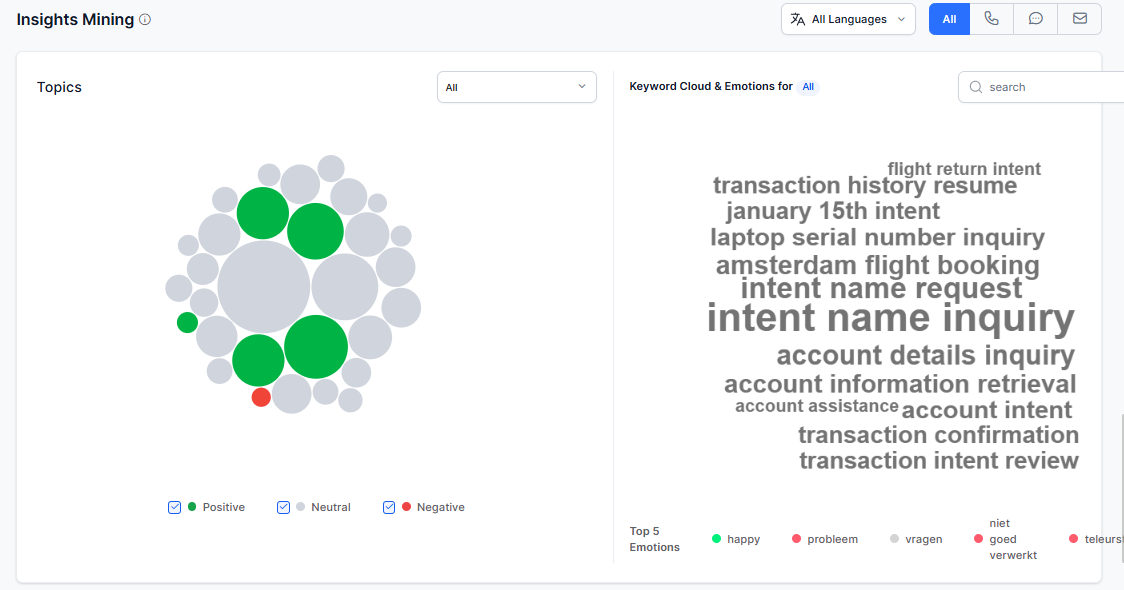 Insights Mining
All Languages
All
Topics
All
Keyword Cloud & Emotions for All
search
flight return intent
transaction history resume
january 15th intent
laptop serial number inquiry
amsterdam flight booking
intent name request
intent name inquiry
account details inquiry
account information retrieval
account assistance account intent
transaction confirmation
transaction intent review
Positive Neutral Negative
Top 5
Emotions
happy
probleem
vragen
niet
goed
verwerkt